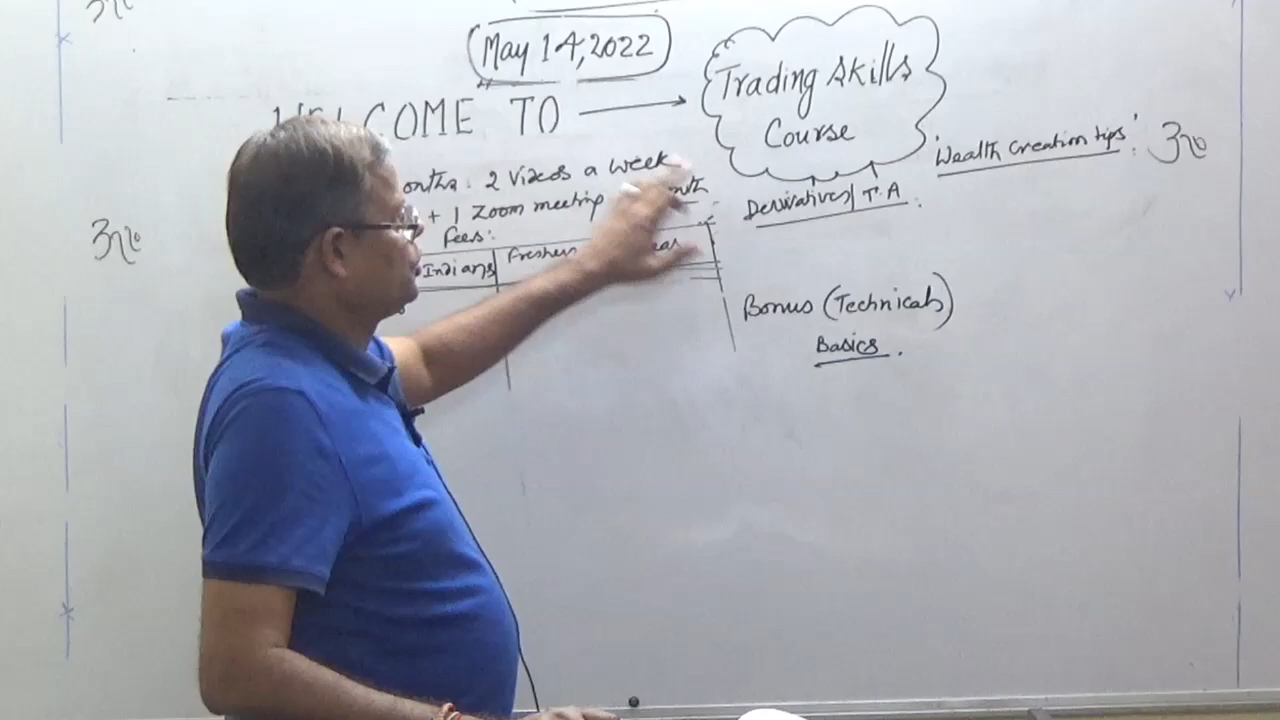 May 14, 2022
COME TO
Trading Skills
Course
2 Videos a week
+ 1 Zoom meeting
Fees:
Indians
Derivatives / T.A.
'Wealth Creation tips'.
Bonus (Technicals)
Basics.